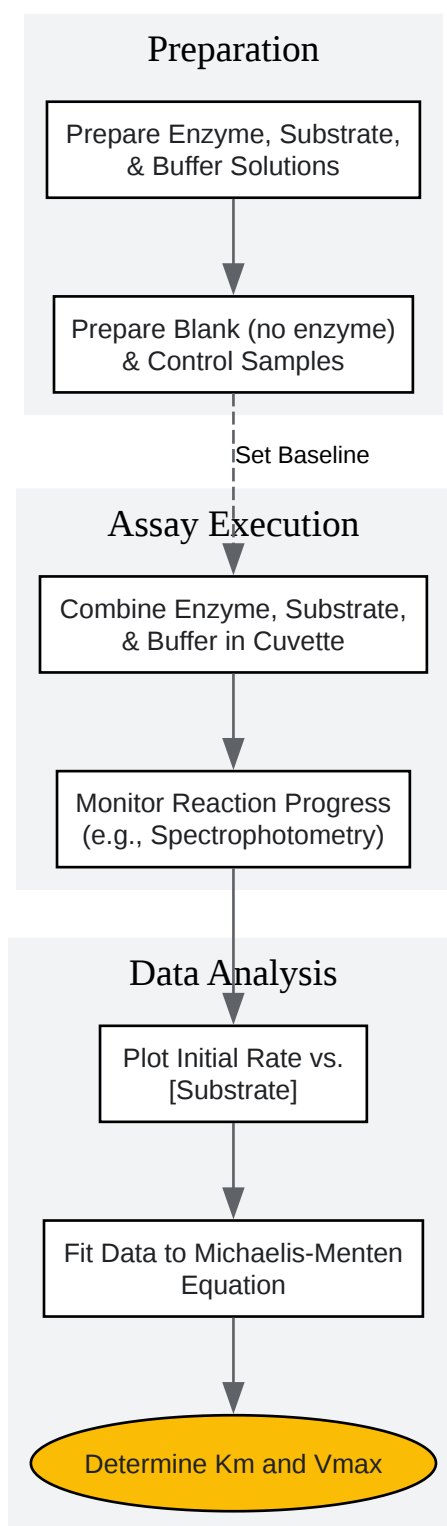 Preparation
Prepare Enzyme, Substrate,
& Buffer Solutions
Prepare Blank (no enzyme)
& Control Samples
Set Baseline
Assay Execution
Combine Enzyme, Substrate,
& Buffer in Cuvette
Monitor Reaction Progress
(e.g., Spectrophotometry)
Data Analysis
Plot Initial Rate vs.
[Substrate]
Fit Data to Michaelis-Menten
Equation
Determine Km and Vmax